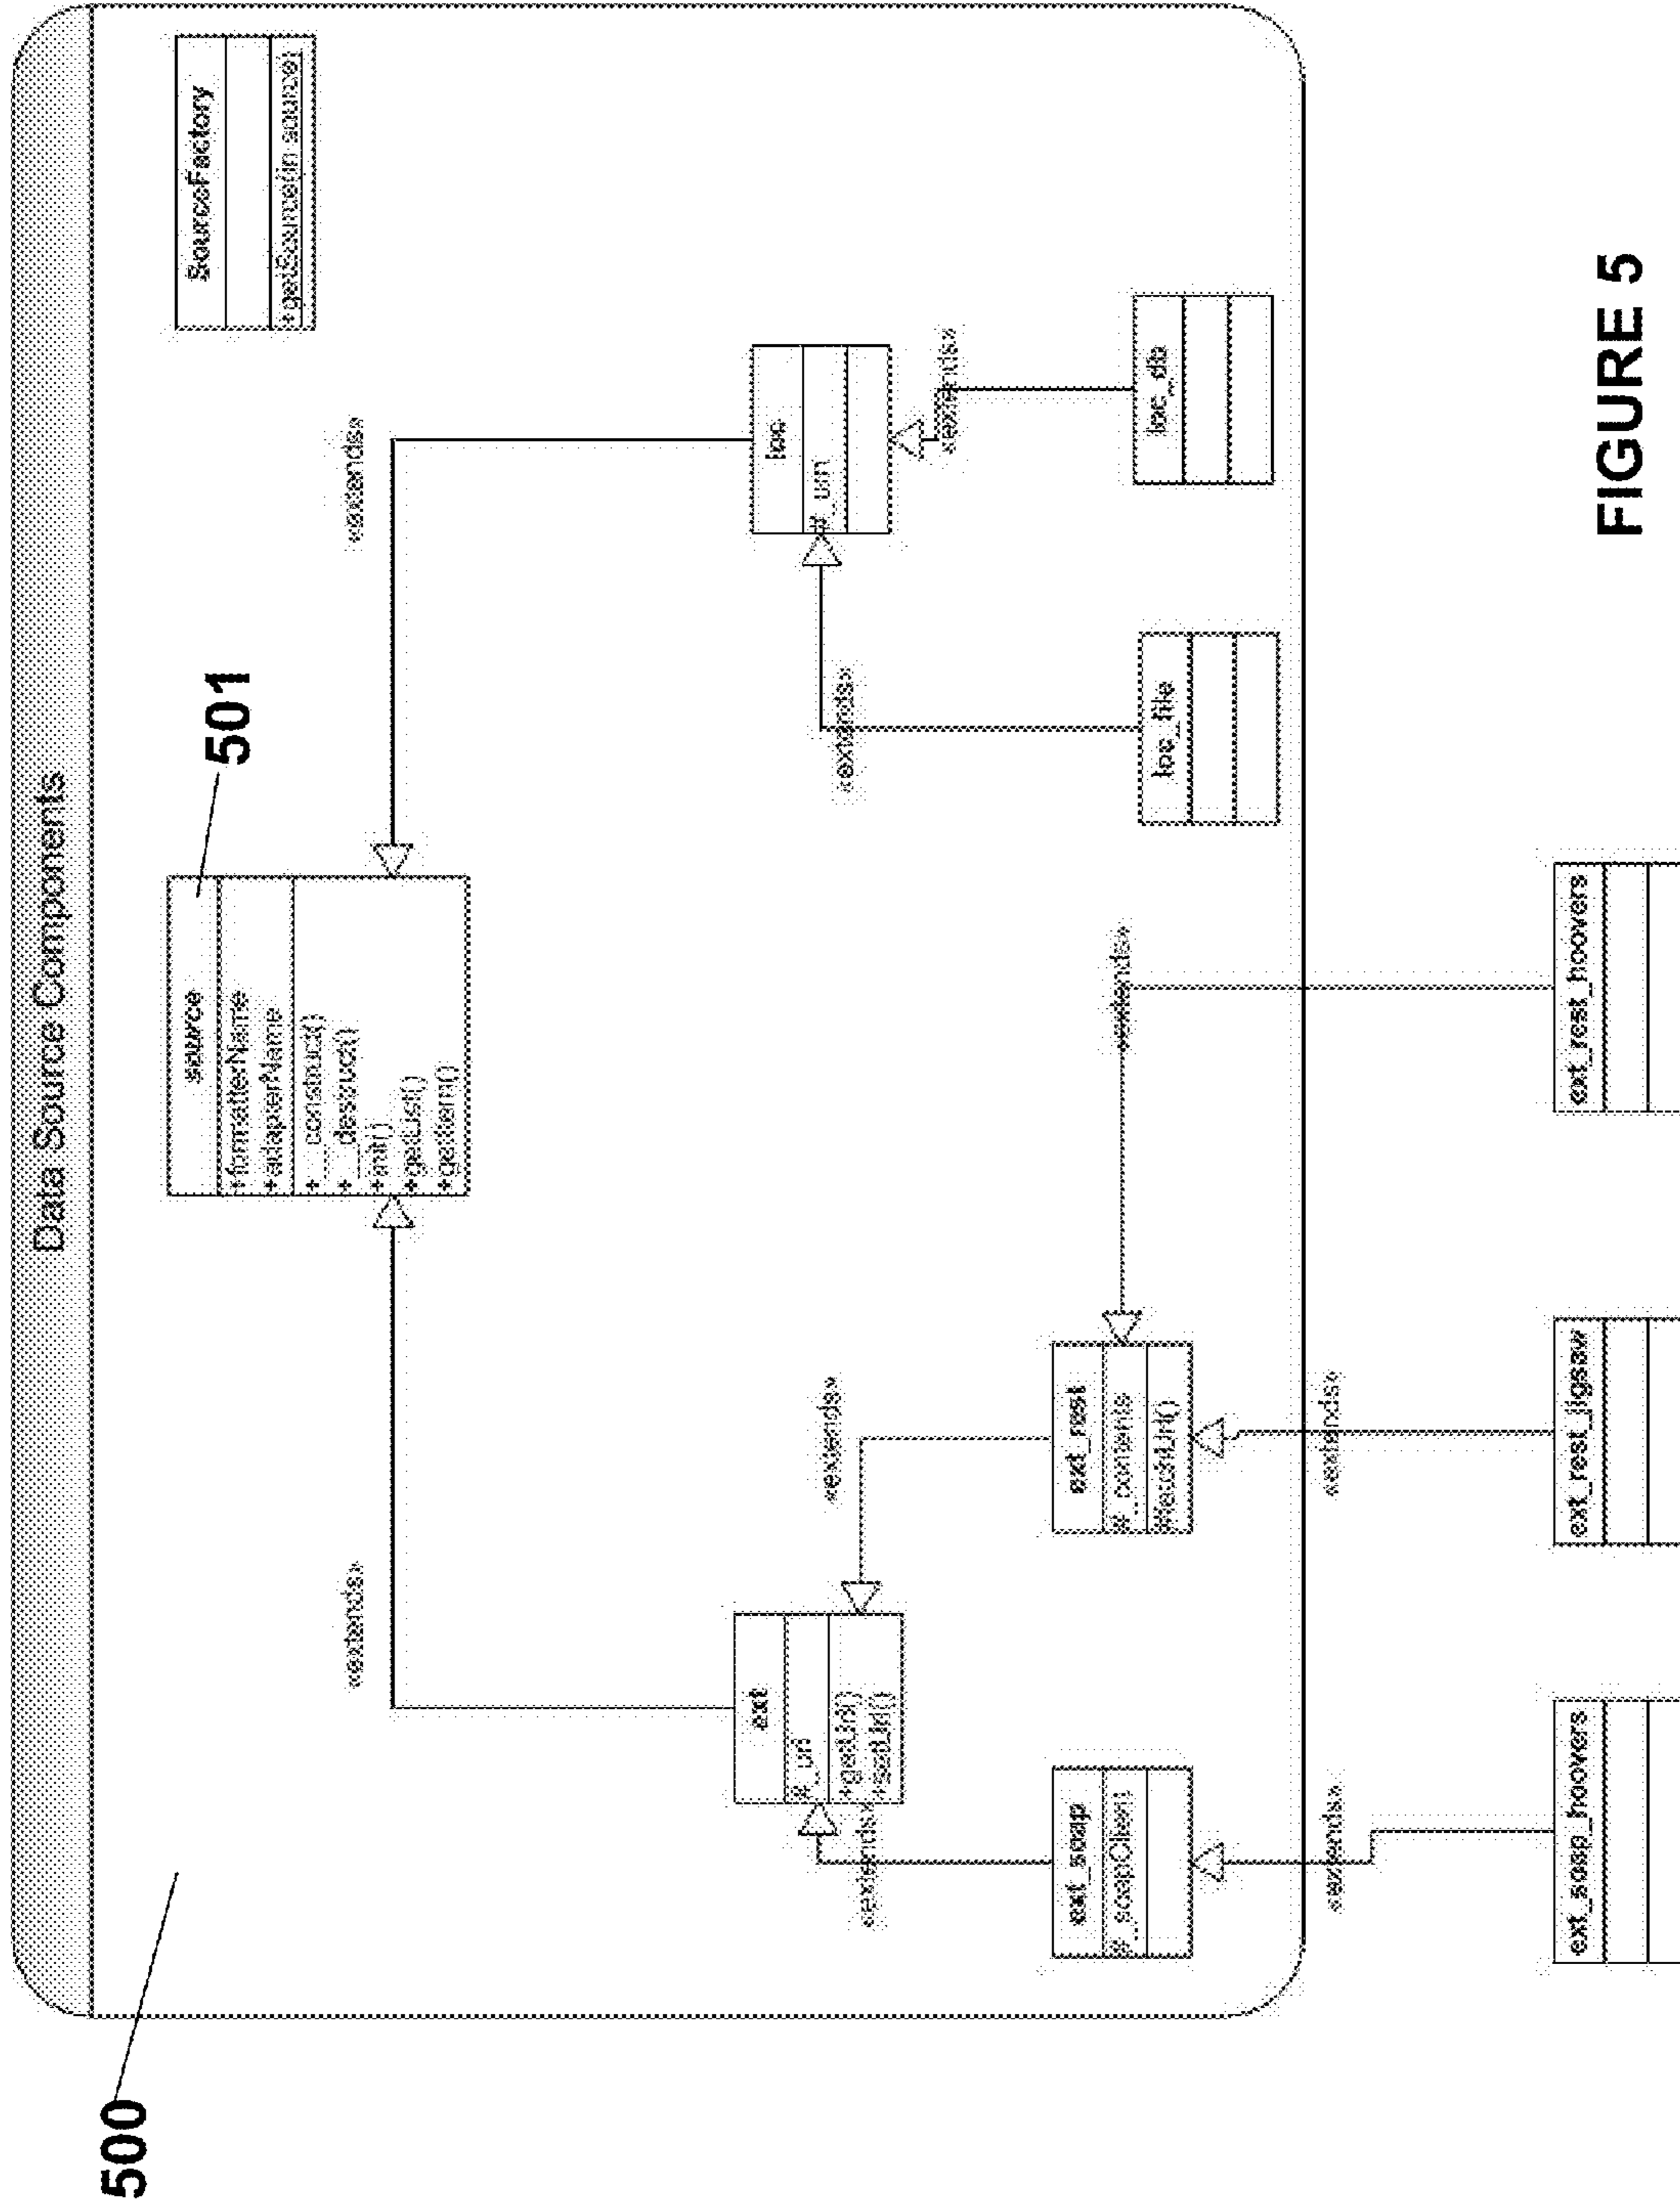 Data Source Components
500
501
source
+formatterName
+adapterName
+__construct()
+__destruct()
+init()
+getList()
+getItem()
SourceFactory
+getSource(in source)
«extends»
«extends»
ext
#_uri
+getUri()
+setUri()
loc
#_uri
«extends»
«extends»
«extends»
«extends»
ext_soap
#_soapClient
ext_rest
#_contents
#fetchUrl()
«extends»
loc_file
loc_db
«extends»
«extends»
ext_soap_hoovers
ext_rest_jigsaw
ext_rest_hoovers
FIGURE 5